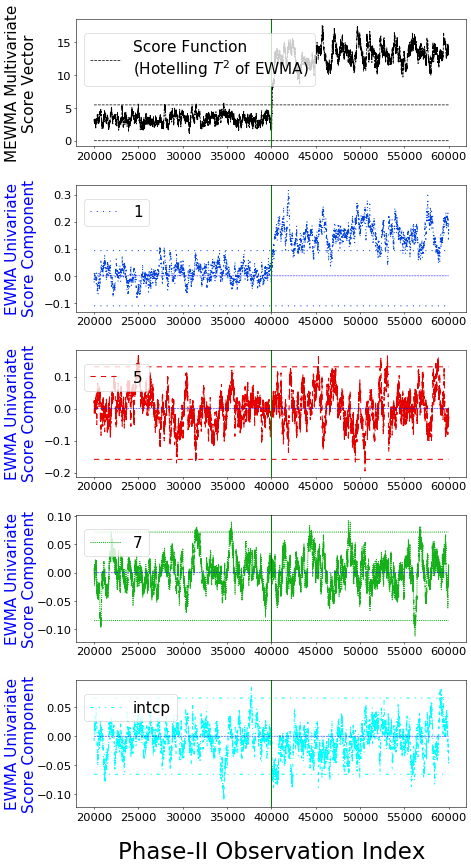 MEWMA Multivariate
Score Vector
Score Function
(Hotelling T² of EWMA)
15
10
5
0
20000 25000 30000 35000 40000 45000 50000 55000 60000
EWMA Univariate
Score Component
1
0.3
0.2
0.1
0.0
−0.1
20000 25000 30000 35000 40000 45000 50000 55000 60000
EWMA Univariate
Score Component
5
0.1
0.0
−0.1
−0.2
20000 25000 30000 35000 40000 45000 50000 55000 60000
EWMA Univariate
Score Component
7
0.10
0.05
0.00
−0.05
−0.10
20000 25000 30000 35000 40000 45000 50000 55000 60000
EWMA Univariate
Score Component
intcp
0.05
0.00
−0.05
−0.10
20000 25000 30000 35000 40000 45000 50000 55000 60000
Phase-II Observation Index